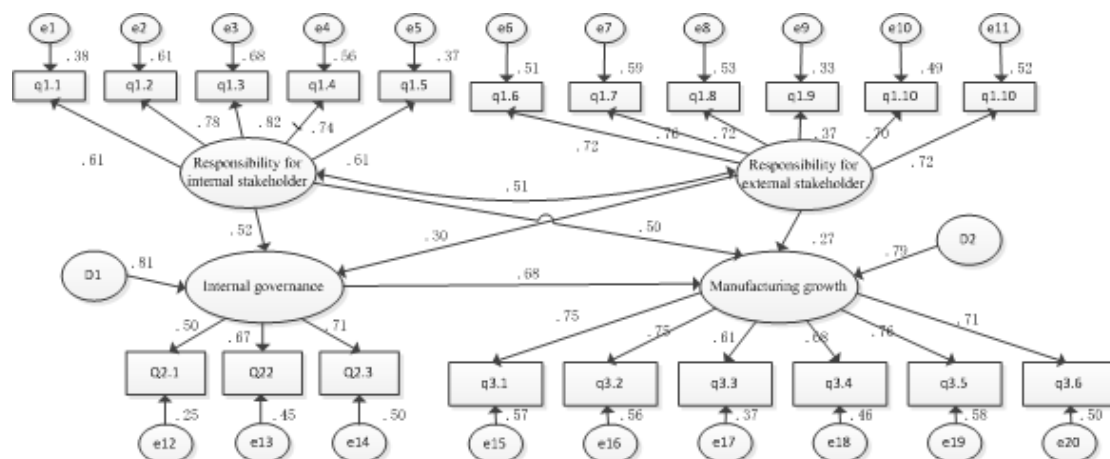 e1 e2 e3 e4 e5 e6 e7 e8 e9 e10 e11
.38 .61 .68 .56 .37 .51 .59 .53 .33 .49 .52
q1.1 q1.2 q1.3 q1.4 q1.5 q1.6 q1.7 q1.8 q1.9 q1.10 q1.10
.61 .78 .82 .74 .61 .72 .76 .72 .37 .70 .72
Responsibility for
internal stakeholder
Responsibility for
external stakeholder
.51
.52 .30 .50 .27
D1 .81 Internal governance .68 Manufacturing growth .79 D2
.50 .67 .71 .75 .75 .61 .68 .76 .71
Q2.1 Q22 Q2.3 q3.1 q3.2 q3.3 q3.4 q3.5 q3.6
.25 .45 .50 .57 .56 .37 .46 .58 .50
e12 e13 e14 e15 e16 e17 e18 e19 e20